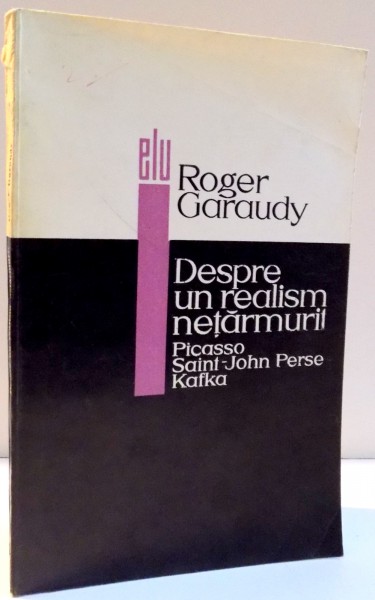 elu
Roger
Garaudy
Despre
un realism
nețărmurit
Picasso
Saint-John Perse
Kafka